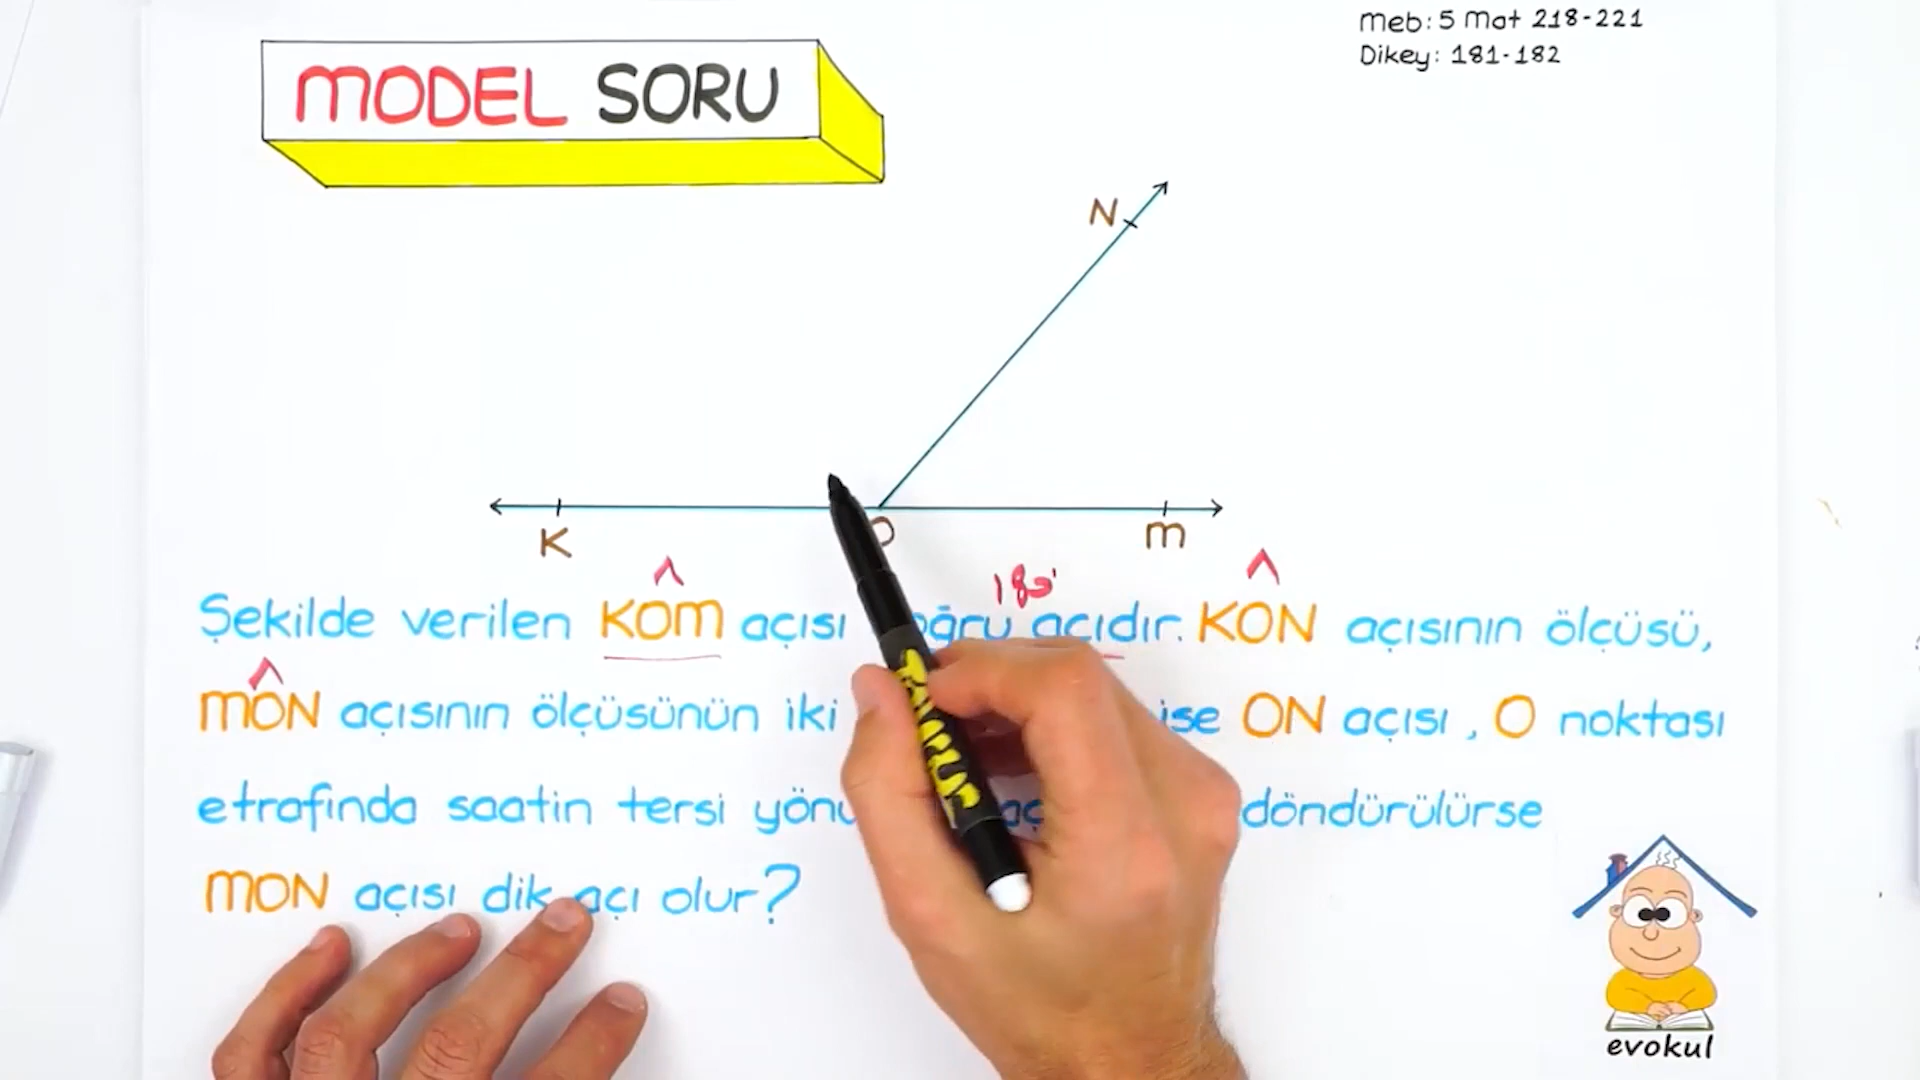 meb: 5 mat 218-221
Dikey: 181-182
MODEL SORU
N
K
m
180°
Şekilde verilen KOM açısı açıdır. KON açısının ölçüsü,
MON açısının ölçüsünün iki ise ON açısı, O noktası
etrafında saatin tersi döndürülürse
MON açısı dik açı olur?
evokul